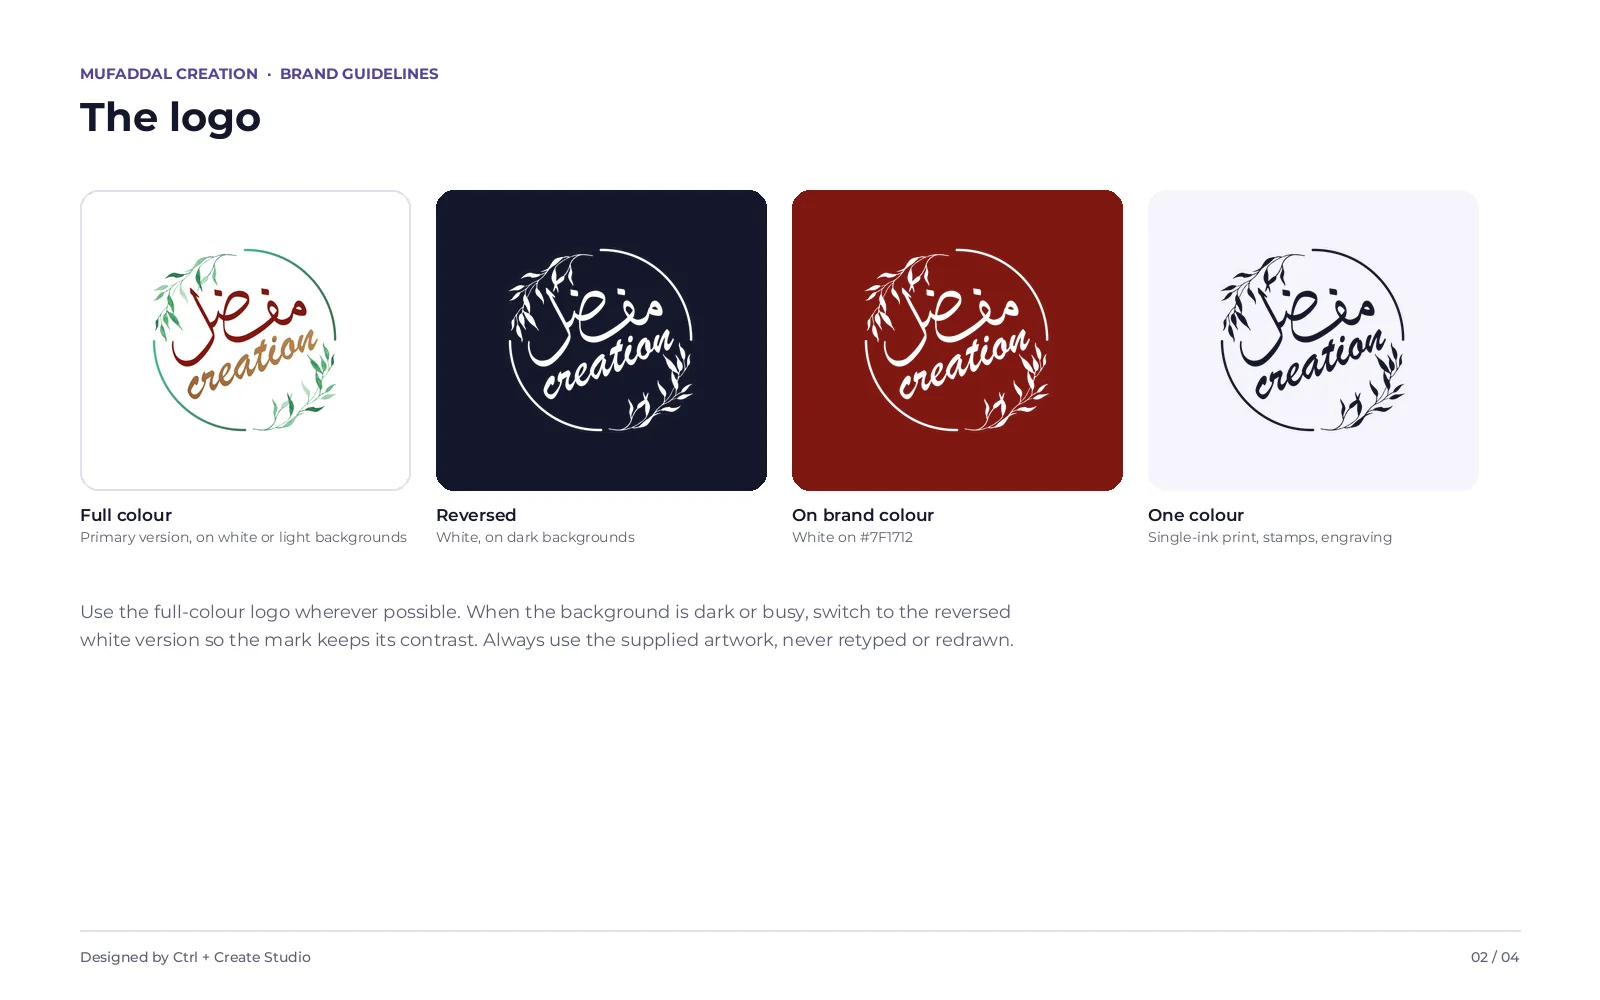 MUFADDAL CREATION · BRAND GUIDELINES
The logo
مفضل
creation
مفضل
creation
مفضل
creation
مفضل
creation
Full colour
Primary version, on white or light backgrounds
Reversed
White, on dark backgrounds
On brand colour
White on #7F1712
One colour
Single-ink print, stamps, engraving
Use the full-colour logo wherever possible. When the background is dark or busy, switch to the reversed
white version so the mark keeps its contrast. Always use the supplied artwork, never retyped or redrawn.
Designed by Ctrl + Create Studio
02 / 04